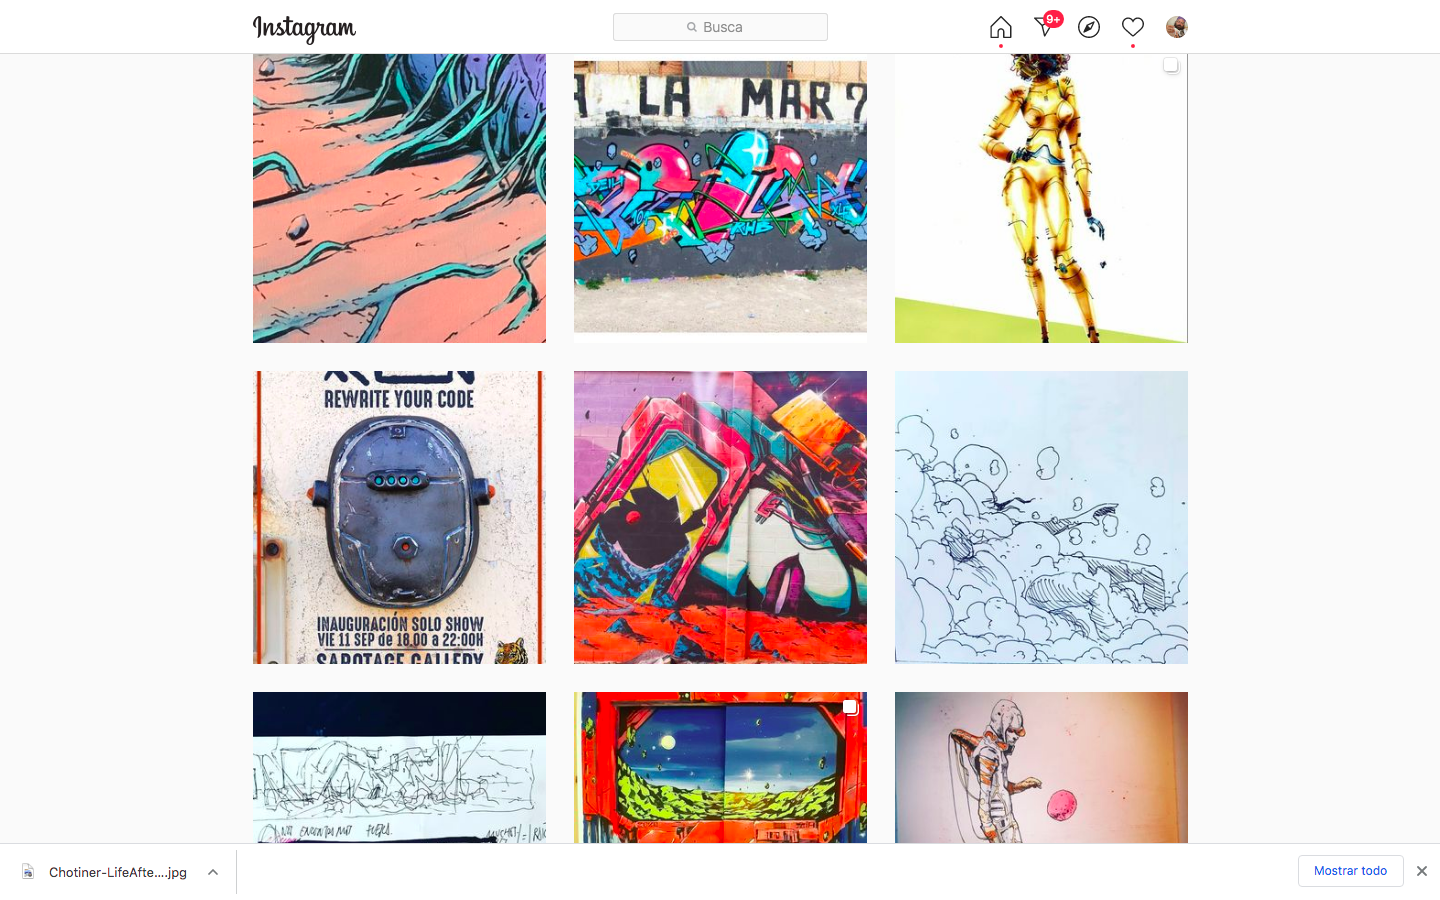 Instagram
Busca
9+
LA MAR?
RHB
REWRITE YOUR CODE
INAUGURACIÓN SOLO SHOW
VIE 11 SEP de 18.00 a 22:00H
SABOTAGE GALLERY
Chotiner-LifeAfte....jpg
Mostrar todo